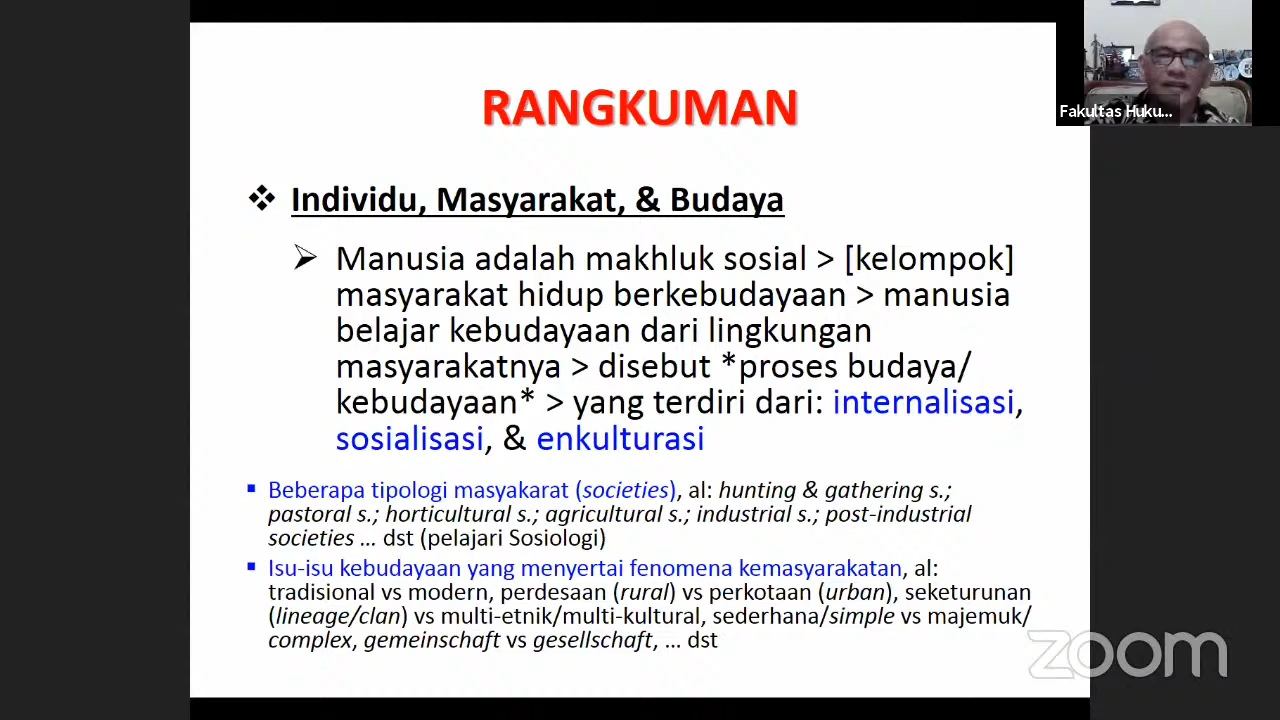 RANGKUMAN
Fakultas Huku...
❖ Individu, Masyarakat, & Budaya
➢ Manusia adalah makhluk sosial > [kelompok]
masyarakat hidup berkebudayaan > manusia
belajar kebudayaan dari lingkungan
masyarakatnya > disebut *proses budaya/
kebudayaan* > yang terdiri dari: internalisasi,
sosialisasi, & enkulturasi
▪ Beberapa tipologi masyakarat (societies), al: hunting & gathering s.;
pastoral s.; horticultural s.; agricultural s.; industrial s.; post-industrial
societies ... dst (pelajari Sosiologi)
▪ Isu-isu kebudayaan yang menyertai fenomena kemasyarakatan, al:
tradisional vs modern, perdesaan (rural) vs perkotaan (urban), seketurunan
(lineage/clan) vs multi-etnik/multi-kultural, sederhana/simple vs majemuk/
complex, gemeinschaft vs gesellschaft, ... dst
zoom